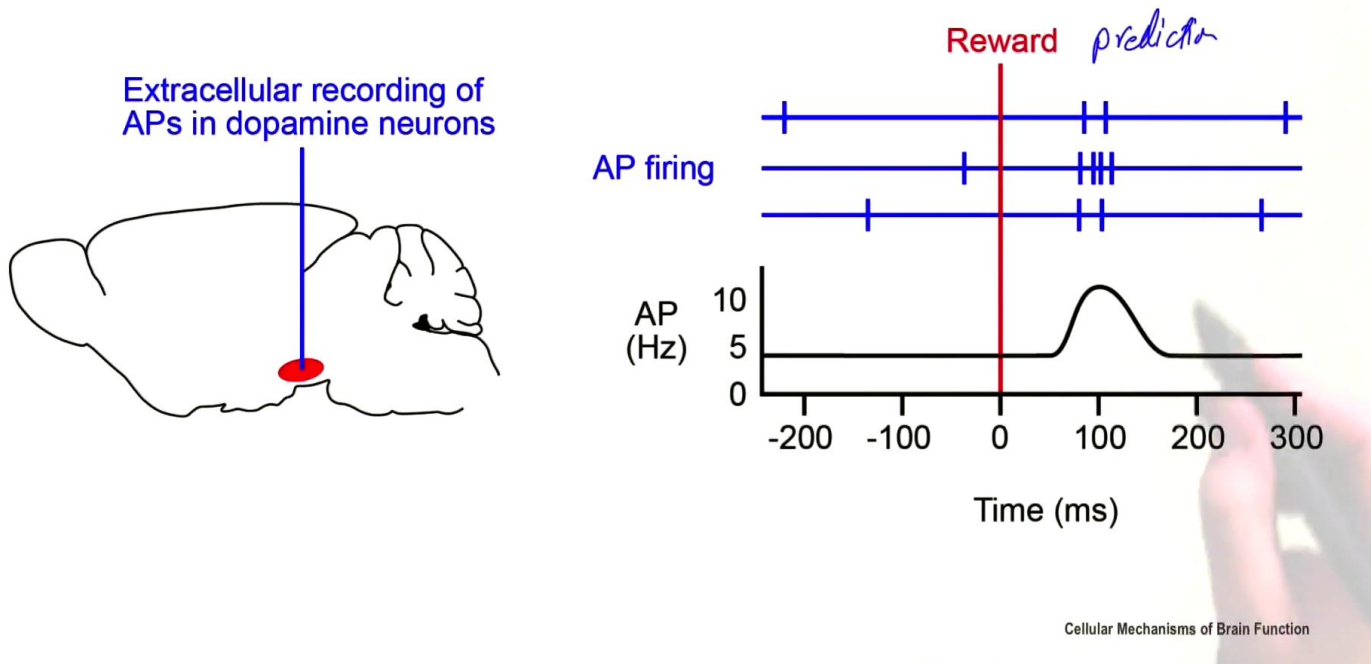 Extracellular recording of
APs in dopamine neurons
Reward prediction
AP firing
AP
(Hz)
10
5
0
-200 -100 0 100 200 300
Time (ms)
Cellular Mechanisms of Brain Function